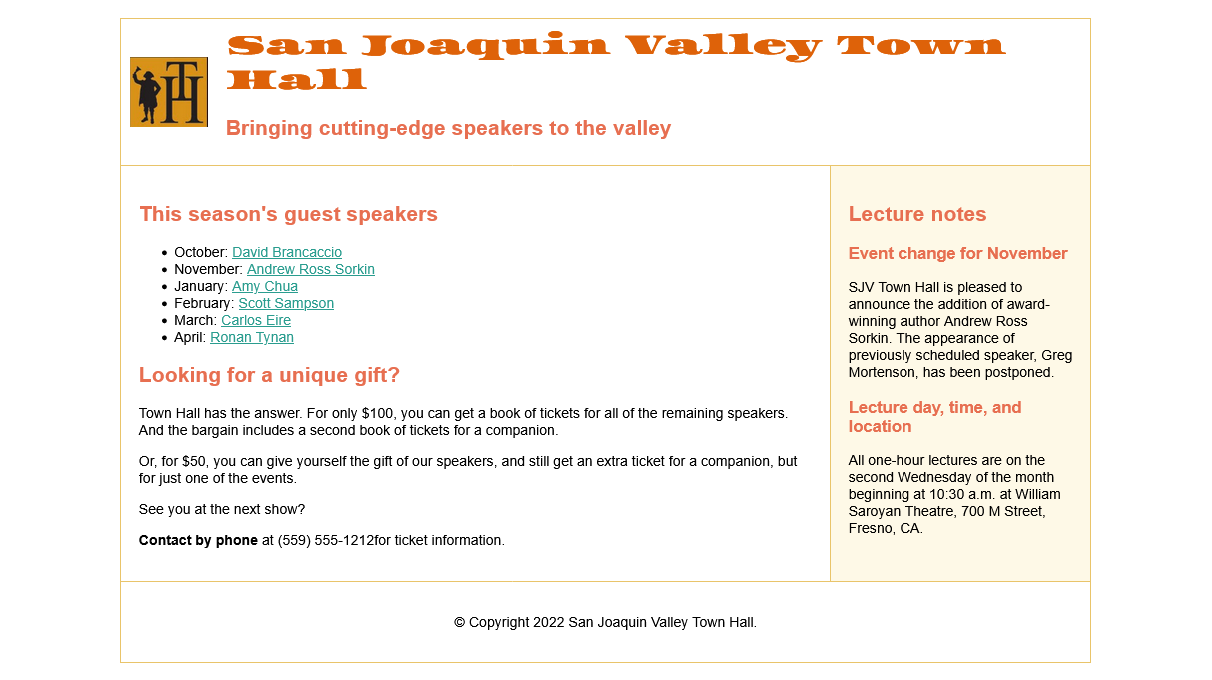 TH
San Joaquin Valley Town
Hall
Bringing cutting-edge speakers to the valley
This season's guest speakers
• October: David Brancaccio
• November: Andrew Ross Sorkin
• January: Amy Chua
• February: Scott Sampson
• March: Carlos Eire
• April: Ronan Tynan
Looking for a unique gift?
Town Hall has the answer. For only $100, you can get a book of tickets for all of the remaining speakers.
And the bargain includes a second book of tickets for a companion.
Or, for $50, you can give yourself the gift of our speakers, and still get an extra ticket for a companion, but
for just one of the events.
See you at the next show?
Contact by phone at (559) 555-1212for ticket information.
Lecture notes
Event change for November
SJV Town Hall is pleased to
announce the addition of award-
winning author Andrew Ross
Sorkin. The appearance of
previously scheduled speaker, Greg
Mortenson, has been postponed.
Lecture day, time, and
location
All one-hour lectures are on the
second Wednesday of the month
beginning at 10:30 a.m. at William
Saroyan Theatre, 700 M Street,
Fresno, CA.
© Copyright 2022 San Joaquin Valley Town Hall.